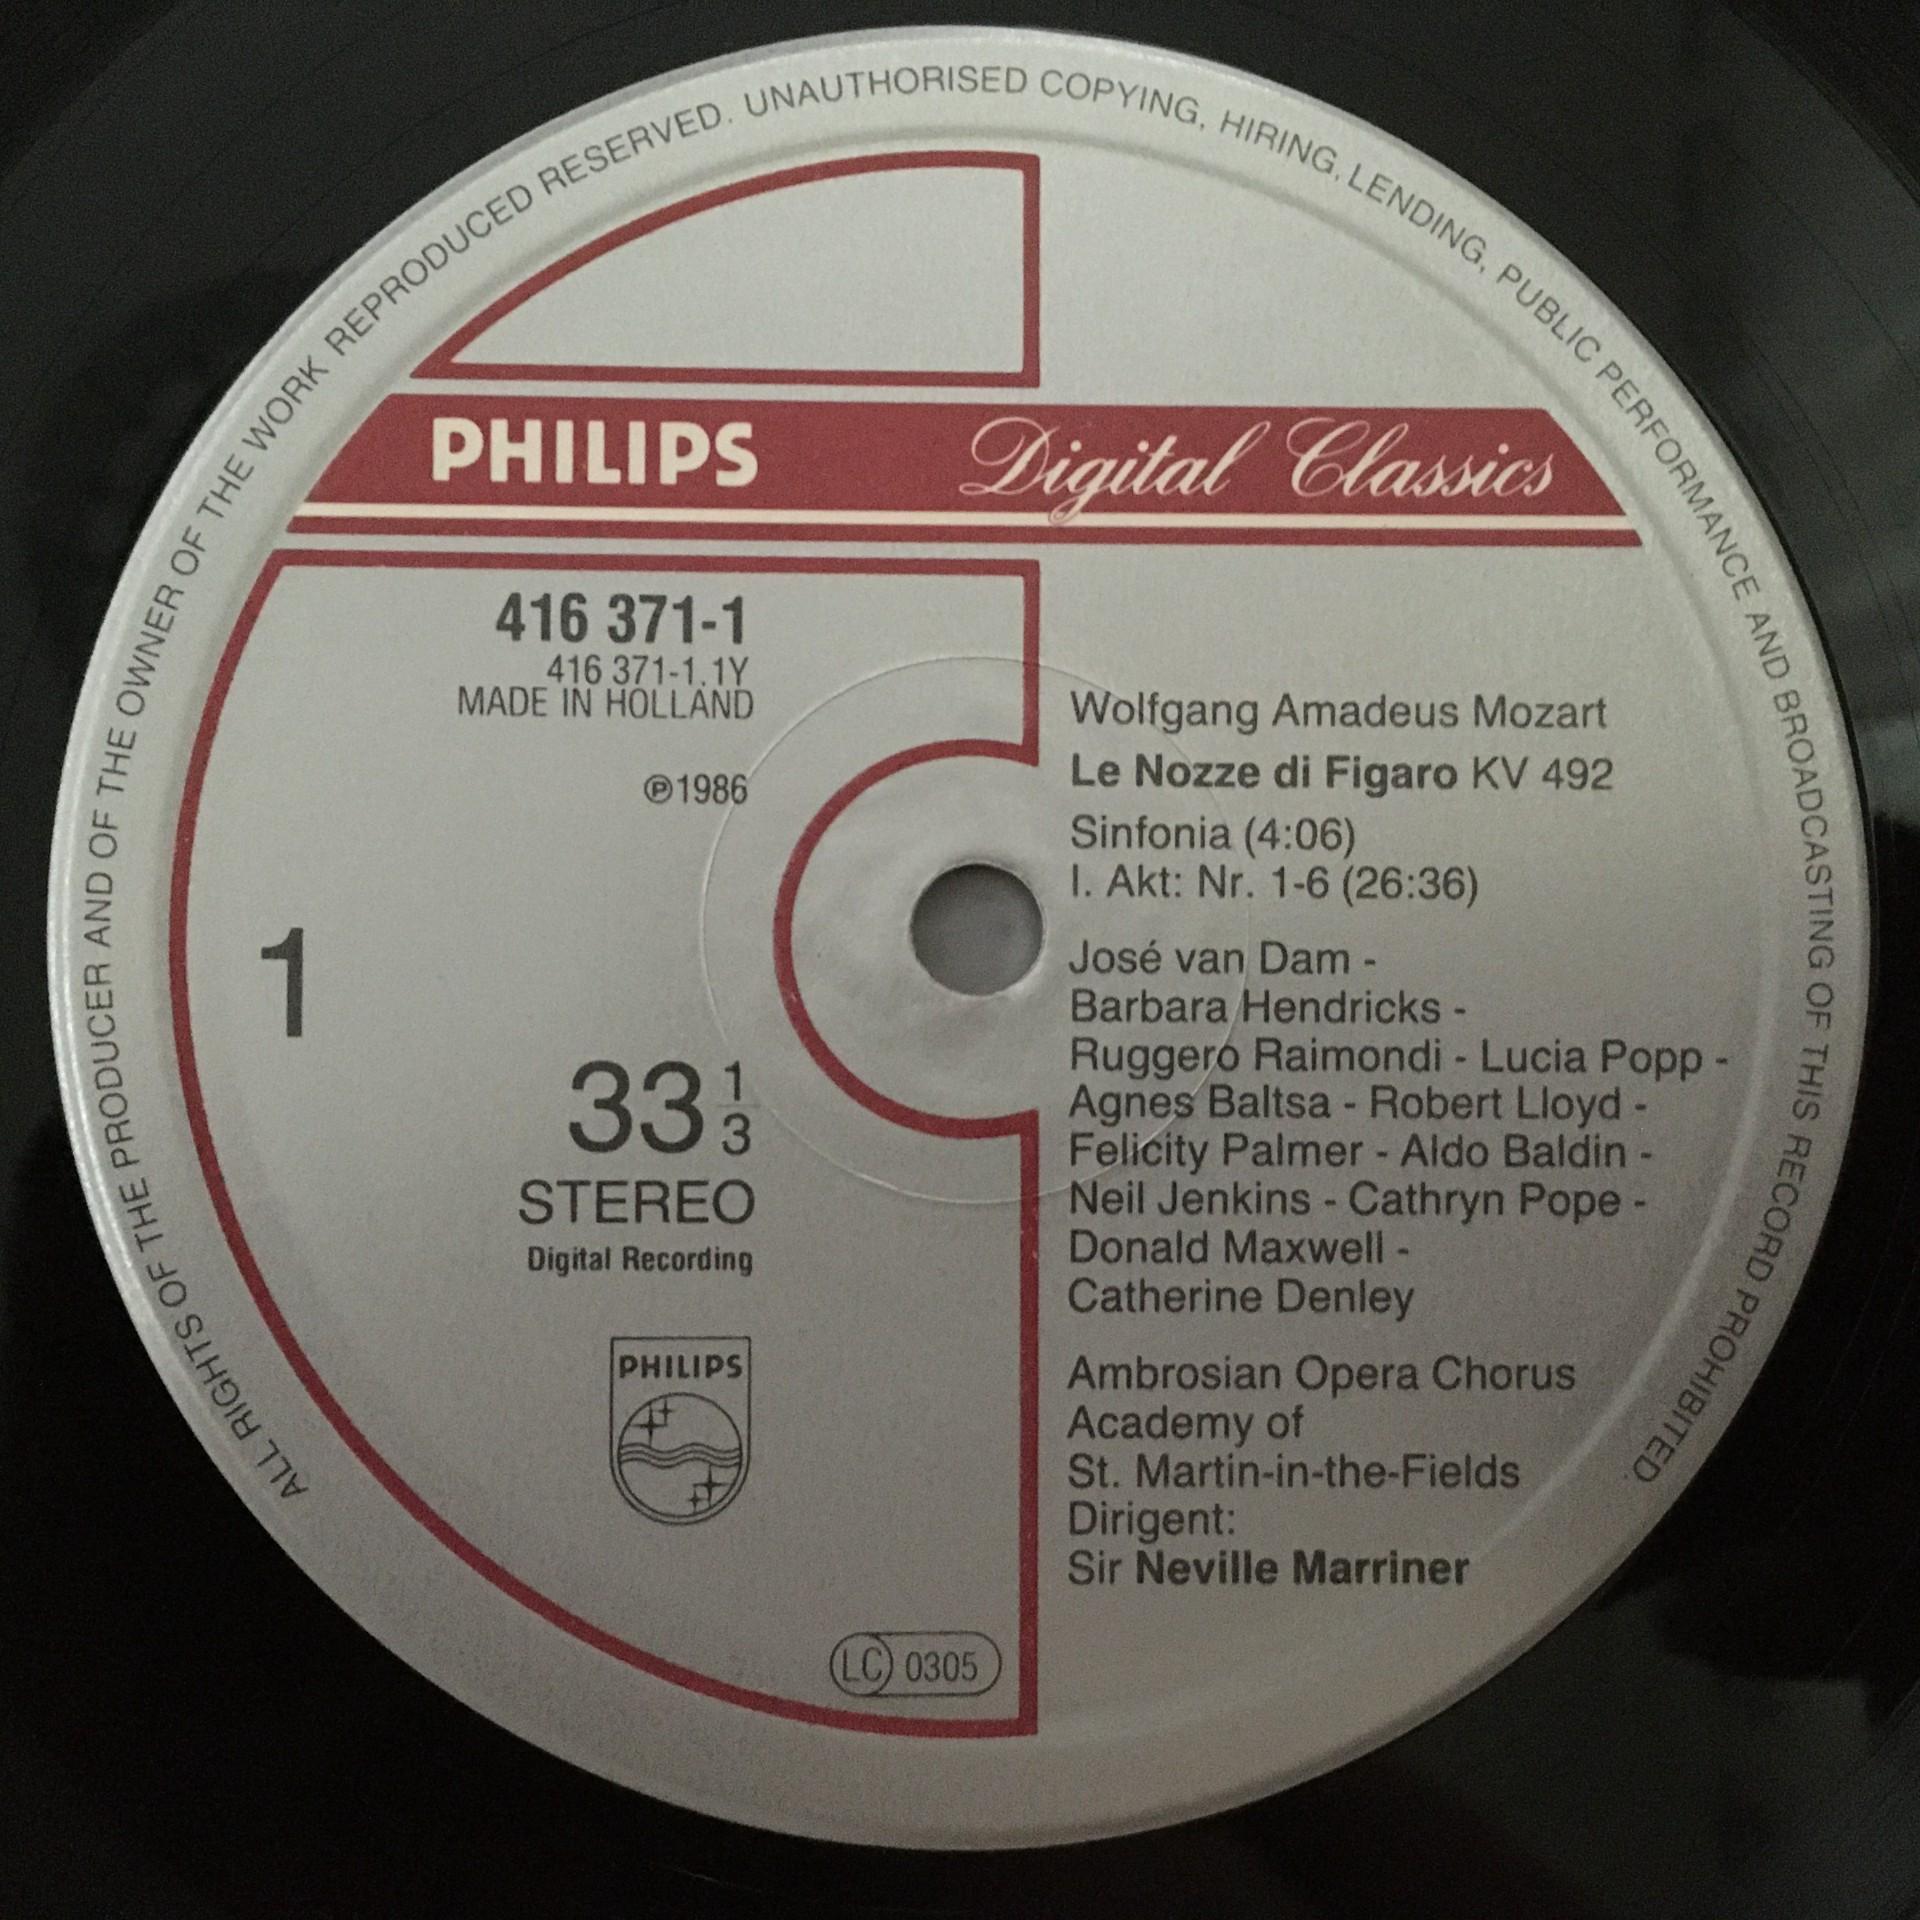 ALL RIGHTS OF THE PRODUCER AND OF THE OWNER OF THE WORK REPRODUCED RESERVED. UNAUTHORISED COPYING, HIRING, LENDING, PUBLIC PERFORMANCE AND BROADCASTING OF THIS RECORD PROHIBITED.
PHILIPS Digital Classics
416 371-1
416 371-1.1Y
MADE IN HOLLAND
℗1986
1
33 1/3
STEREO
Digital Recording
PHILIPS
LC 0305
Wolfgang Amadeus Mozart
Le Nozze di Figaro KV 492
Sinfonia (4:06)
I. Akt: Nr. 1-6 (26:36)
José van Dam -
Barbara Hendricks -
Ruggero Raimondi - Lucia Popp -
Agnes Baltsa - Robert Lloyd -
Felicity Palmer - Aldo Baldin -
Neil Jenkins - Cathryn Pope -
Donald Maxwell -
Catherine Denley
Ambrosian Opera Chorus
Academy of
St. Martin-in-the-Fields
Dirigent:
Sir Neville Marriner